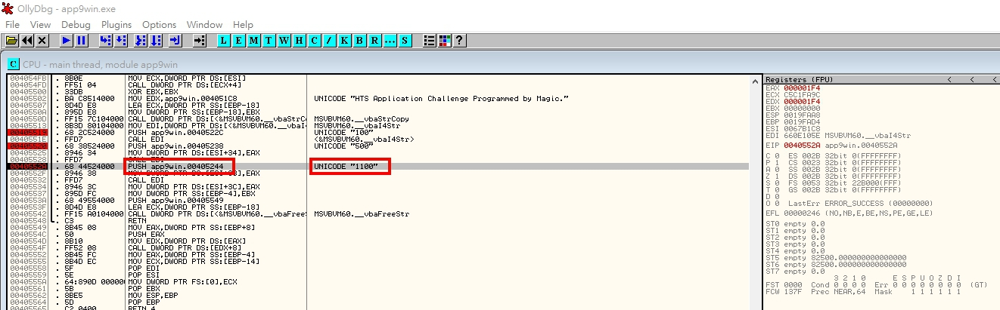 OllyDbg - app9win.exe
File View Debug Plugins Options Window Help
L E M T W H C / K B R ... S ?
C CPU - main thread, module app9win
004054FB . 8B0E MOV ECX,DWORD PTR DS:[ESI]
004054FD . FF51 04 CALL DWORD PTR DS:[ECX+4]
00405500 . 33DB XOR EBX,EBX
00405502 . BA C8514000 MOV EDX,app9win.004051C8 UNICODE "HTS Application Challenge Programmed by Magic."
00405507 . 8D4D E8 LEA ECX,DWORD PTR SS:[EBP-18]
0040550A . 895D E8 MOV DWORD PTR SS:[EBP-18],EBX
0040550D . FF15 7C104000 CALL DWORD PTR DS:[<&MSVBVM60.__vbaStrCo MSVBVM60.__vbaStrCopy
00405513 . 8B3D 80104000 MOV EDI,DWORD PTR DS:[<&MSVBVM60.__vbaI4 MSVBVM60.__vbaI4Str
00405519 . 68 2C524000 PUSH app9win.0040522C UNICODE "100"
0040551E . FFD7 CALL EDI <&MSVBVM60.__vbaI4Str>
00405520 . 68 38524000 PUSH app9win.00405238 UNICODE "500"
00405525 . 8946 34 MOV DWORD PTR DS:[ESI+34],EAX
00405528 . FFD7 CALL EDI
0040552A . 68 44524000 PUSH app9win.00405244 UNICODE "1100"
0040552F . 8946 38 MOV DWORD PTR DS:[ESI+38],EAX
00405532 . FFD7 CALL EDI
00405534 . 8946 3C MOV DWORD PTR DS:[ESI+3C],EAX
00405537 . 895D FC MOV DWORD PTR SS:[EBP-4],EBX
0040553A . 68 49554000 PUSH app9win.00405549
0040553F . 8D4D E8 LEA ECX,DWORD PTR SS:[EBP-18]
00405542 . FF15 A0104000 CALL DWORD PTR DS:[<&MSVBVM60.__vbaFreeS MSVBVM60.__vbaFreeStr
00405548 . C3 RETN
00405549 . 8B45 08 MOV EAX,DWORD PTR SS:[EBP+8]
0040554C . 50 PUSH EAX
0040554D . 8B10 MOV EDX,DWORD PTR DS:[EAX]
0040554F . FF52 08 CALL DWORD PTR DS:[EDX+8]
00405552 . 8B45 FC MOV EAX,DWORD PTR SS:[EBP-4]
00405555 . 8B4D EC MOV ECX,DWORD PTR SS:[EBP-14]
00405558 . 5F POP EDI
00405559 . 5E POP ESI
0040555A . 64:890D 000000 MOV DWORD PTR FS:[0],ECX
00405561 . 5B POP EBX
00405562 . 8BE5 MOV ESP,EBP
00405564 . 5D POP EBP
00405565 . C2 0400 RETN 4
Registers (FPU) < < <
EAX 000001F4
ECX C5C1FA9C
EDX 000001F4
EBX 00000000
ESP 0019FAA8
EBP 0019FAD4
ESI 0067B1C8
EDI 660E105E MSVBVM60.__vbaI4Str
EIP 0040552A app9win.0040552A
C 0 ES 002B 32bit 0(FFFFFFFF)
P 1 CS 0023 32bit 0(FFFFFFFF)
A 0 SS 002B 32bit 0(FFFFFFFF)
Z 1 DS 002B 32bit 0(FFFFFFFF)
S 0 FS 0053 32bit 22B000(FFF)
T 0 GS 002B 32bit 0(FFFFFFFF)
D 0
O 0 LastErr ERROR_SUCCESS (00000000)
EFL 00000246 (NO,NB,E,BE,NS,PE,GE,LE)
ST0 empty 0.0
ST1 empty 0.0
ST2 empty 0.0
ST3 empty 0.0
ST4 empty 0.0
ST5 empty 82500.000000000000000
ST6 empty 82500.000000000000000
ST7 empty 0.0
3 2 1 0 E S P U O Z D I
FST 0000 Cond 0 0 0 0 Err 0 0 0 0 0 0 0 0 (GT)
FCW 137F Prec NEAR,64 Mask 1 1 1 1 1 1